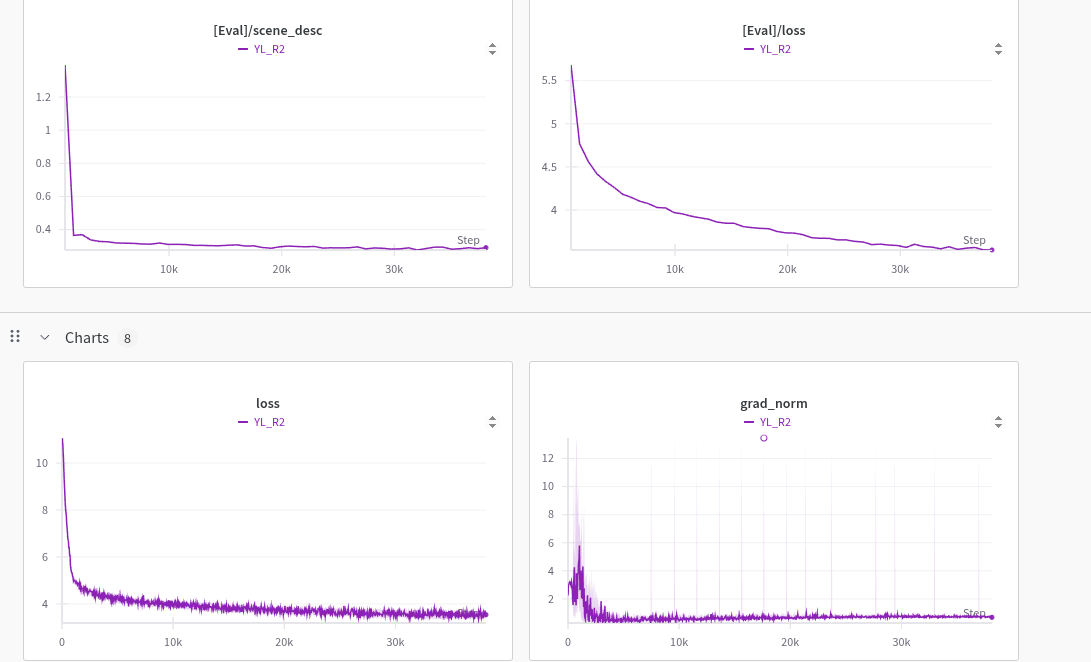 [Eval]/scene_desc
YL_R2
1.2
1
0.8
0.6
0.4
Step
10k
20k
30k
[Eval]/loss
YL_R2
5.5
5
4.5
4
Step
10k
20k
30k
Charts 8
loss
YL_R2
10
8
6
4
Step
0
10k
20k
30k
grad_norm
YL_R2
12
10
8
6
4
2
Step
0
10k
20k
30k